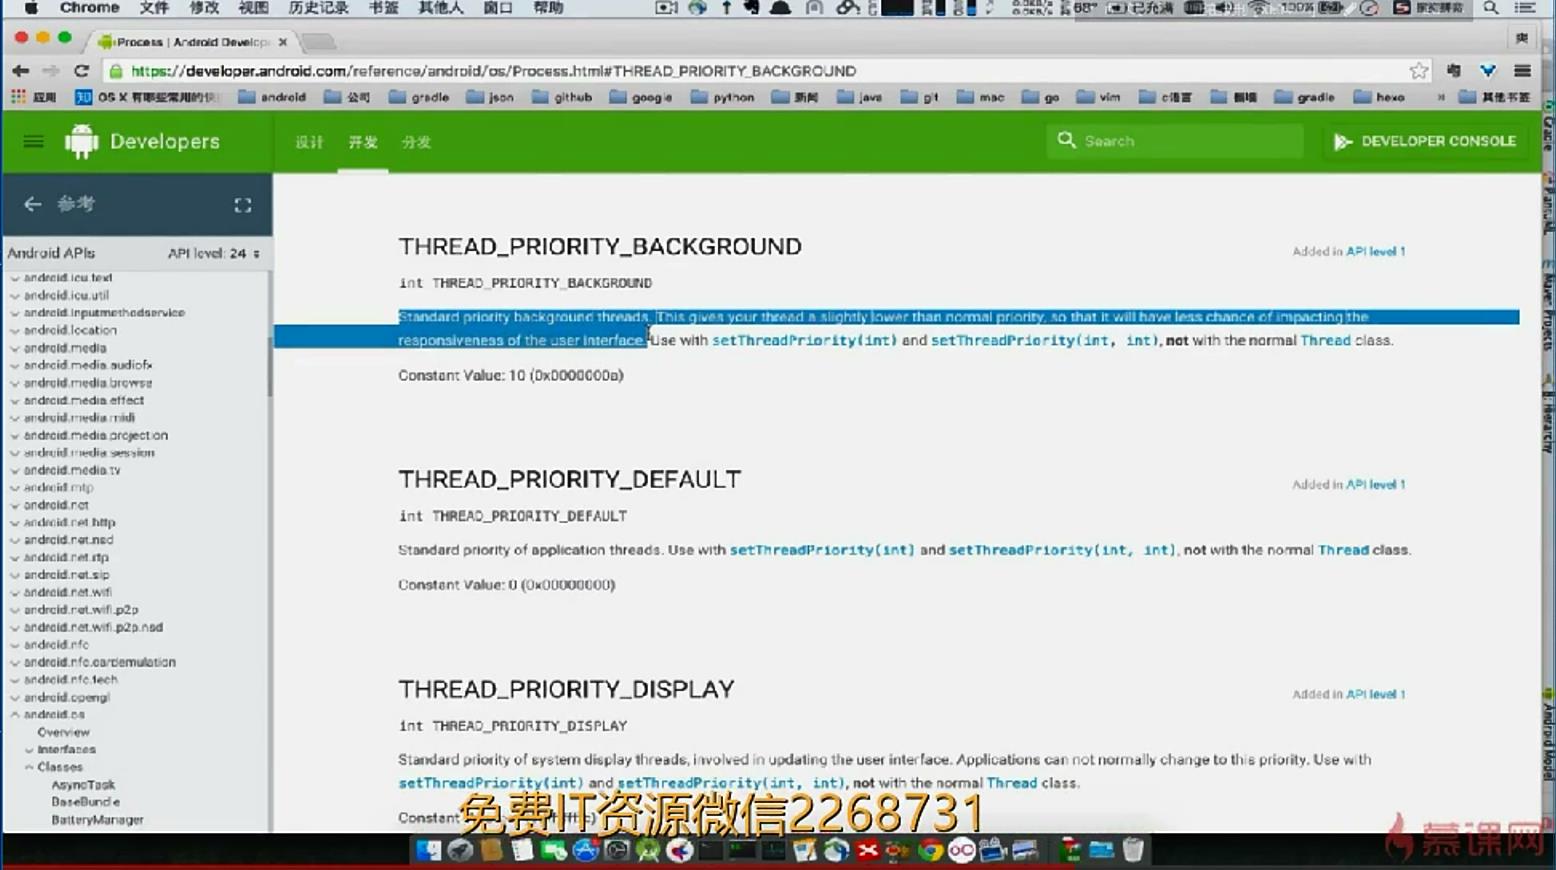 Chrome 文件 修改 视图 历史记录 书签 其他人 窗口 帮助
Process | Android Develop
https://developer.android.com/reference/android/os/Process.html#THREAD_PRIORITY_BACKGROUND
应用 OS X 有哪些常用的快 android 公司 gradle json github google python 新闻 java git mac go vim c语言 gradle hexo 其他书签
Developers 设计 开发 分发 Search DEVELOPER CONSOLE
参考
Android APIs API level: 24
android.icu.text
android.icu.util
android.inputmethodservice
android.location
android.media
android.media.audiofx
android.media.browse
android.media.effect
android.media.midi
android.media.projection
android.media.session
android.media.tv
android.mtp
android.net
android.net.http
android.net.nsd
android.net.rtp
android.net.sip
android.net.wifi
android.net.wifi.p2p
android.net.wifi.p2p.nsd
android.nfc
android.nfc.cardemulation
android.nfc.tech
android.opengl
android.os
Overview
Interfaces
Classes
AsyncTask
BaseBundle
BatteryManager
THREAD_PRIORITY_BACKGROUND
Added in API level 1
int THREAD_PRIORITY_BACKGROUND
Standard priority background threads. This gives your thread a slightly lower than normal priority, so that it will have less chance of impacting the
responsiveness of the user interface. Use with setThreadPriority(int) and setThreadPriority(int, int), not with the normal Thread class.
Constant Value: 10 (0x0000000a)
THREAD_PRIORITY_DEFAULT
Added in API level 1
int THREAD_PRIORITY_DEFAULT
Standard priority of application threads. Use with setThreadPriority(int) and setThreadPriority(int, int), not with the normal Thread class.
Constant Value: 0 (0x00000000)
THREAD_PRIORITY_DISPLAY
Added in API level 1
int THREAD_PRIORITY_DISPLAY
Standard priority of system display threads, involved in updating the user interface. Applications can not normally change to this priority. Use with
setThreadPriority(int) and setThreadPriority(int, int), not with the normal Thread class.
免费IT资源微信2268731
慕课网
Gradle
Maven Projects
Hierarchy
Android Model